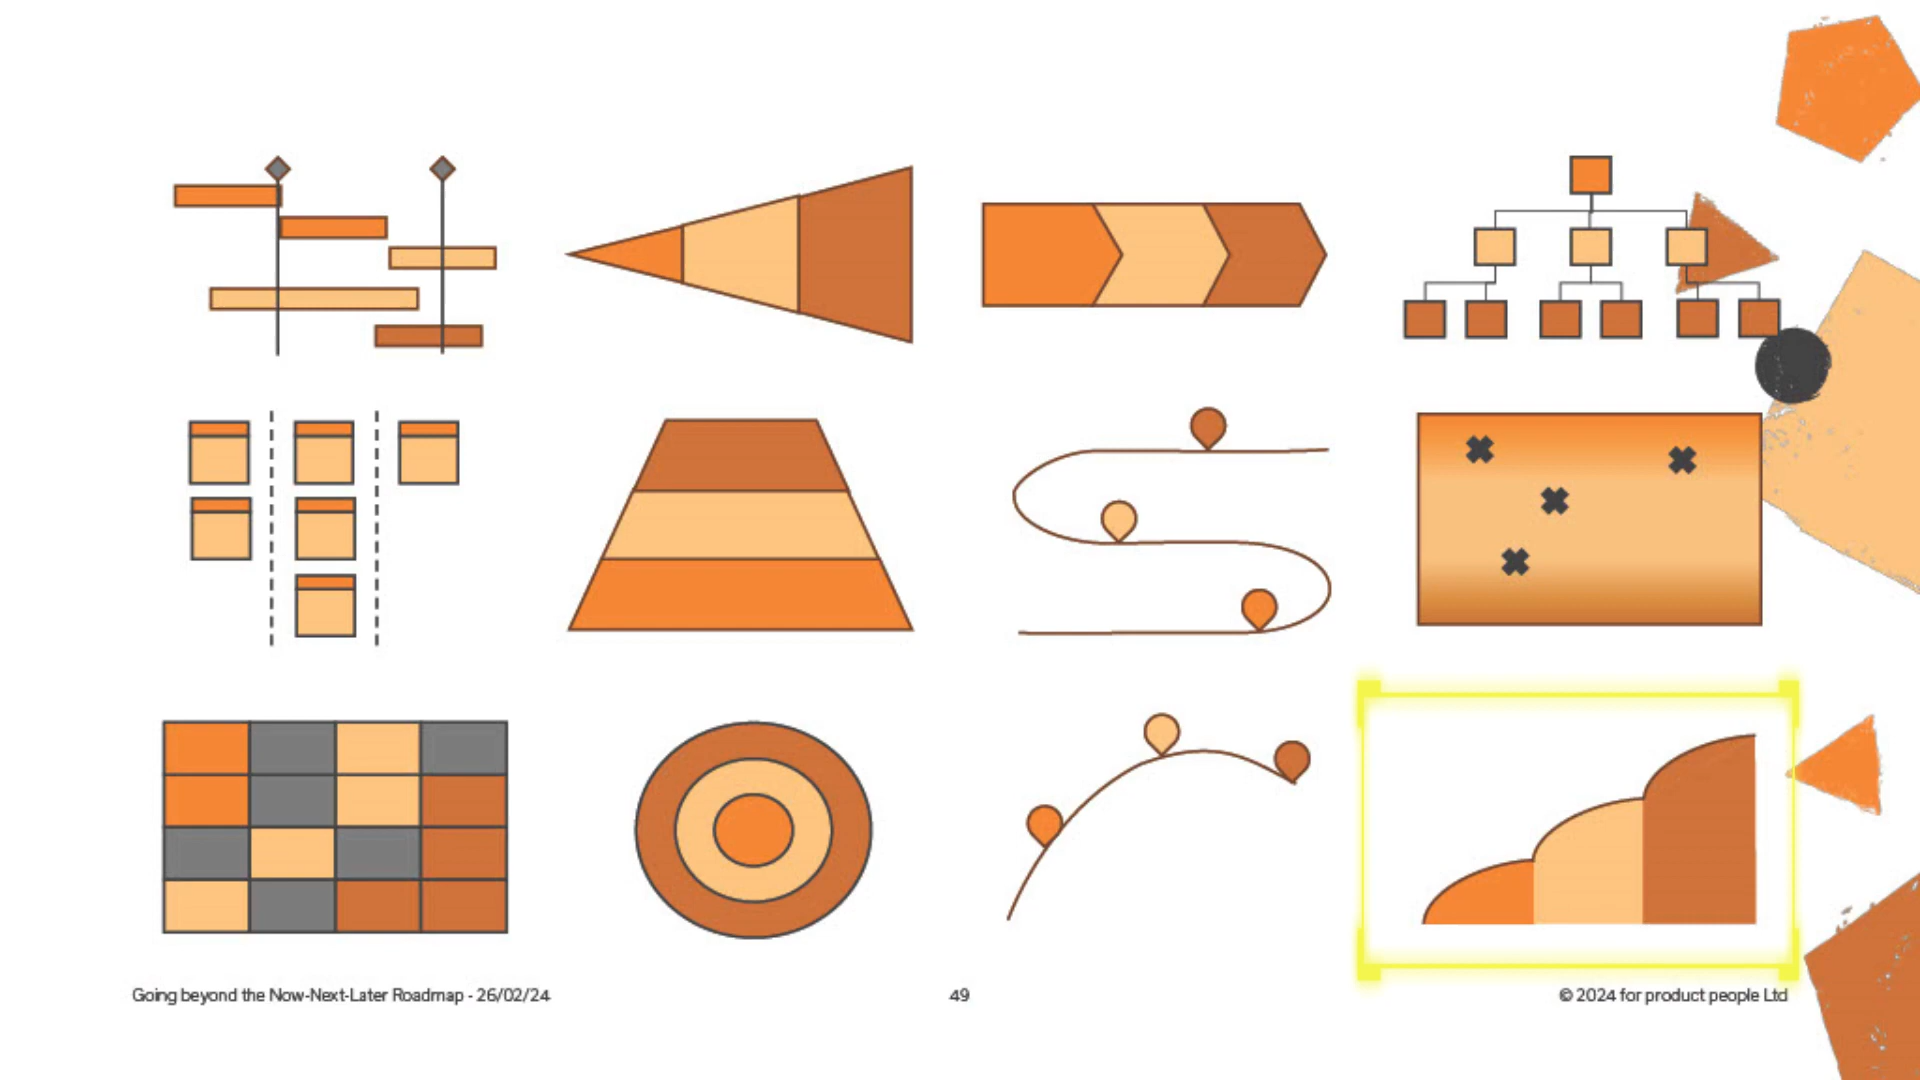 Going beyond the Now-Next-Later Roadmap - 26/02/24
49
© 2024 for product people Ltd